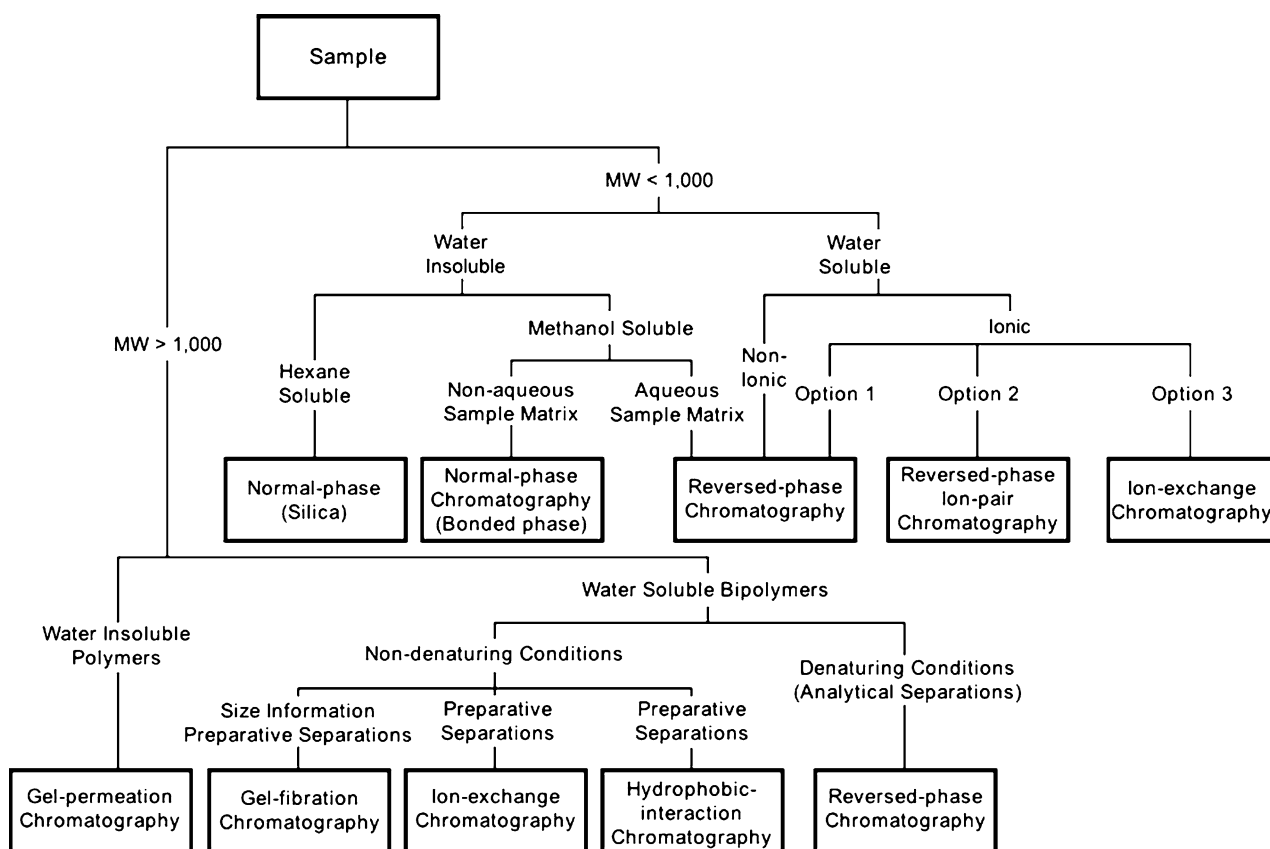 Sample
MW < 1,000
Water
Insoluble
Water
Soluble
MW > 1,000
Hexane
Soluble
Methanol Soluble
Non-aqueous
Sample Matrix
Aqueous
Sample Matrix
Non-
Ionic
Ionic
Option 1
Option 2
Option 3
Normal-phase
(Silica)
Normal-phase
Chromatography
(Bonded phase)
Reversed-phase
Chromatography
Reversed-phase
Ion-pair
Chromatography
Ion-exchange
Chromatography
Water Soluble Bipolymers
Water Insoluble
Polymers
Non-denaturing Conditions
Denaturing Conditions
(Analytical Separations)
Size Information
Preparative Separations
Preparative
Separations
Preparative
Separations
Gel-permeation
Chromatography
Gel-fibration
Chromatography
Ion-exchange
Chromatography
Hydrophobic-
interaction
Chromatography
Reversed-phase
Chromatography